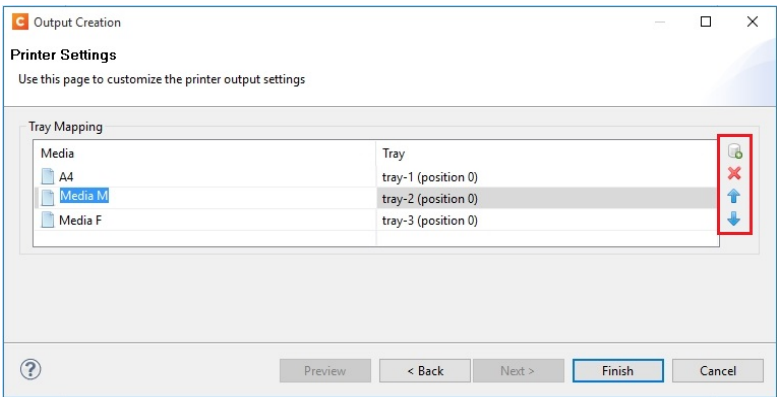 C Output Creation
Printer Settings
Use this page to customize the printer output settings
Tray Mapping
Media Tray
A4 tray-1 (position 0)
Media M tray-2 (position 0)
Media F tray-3 (position 0)
? Preview < Back Next > Finish Cancel